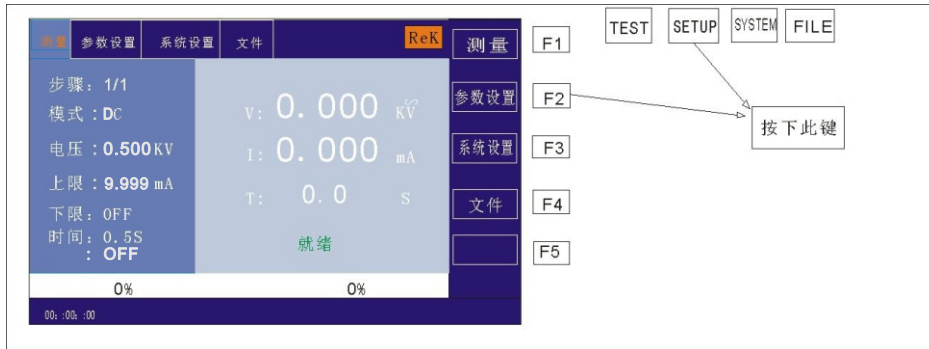 测量 参数设置 系统设置 文件 ReK
步骤：1/1
模式：DC
电压：0.500KV
上限：9.999 mA
下限：OFF
时间：0.5S
：OFF
V：0.000 KV
I：0.000 mA
T：0.0 S
就绪
0% 0%
00：:00：:00
测量
参数设置
系统设置
文件
F1
F2
F3
F4
F5
TEST SETUP SYSTEM FILE
按下此键